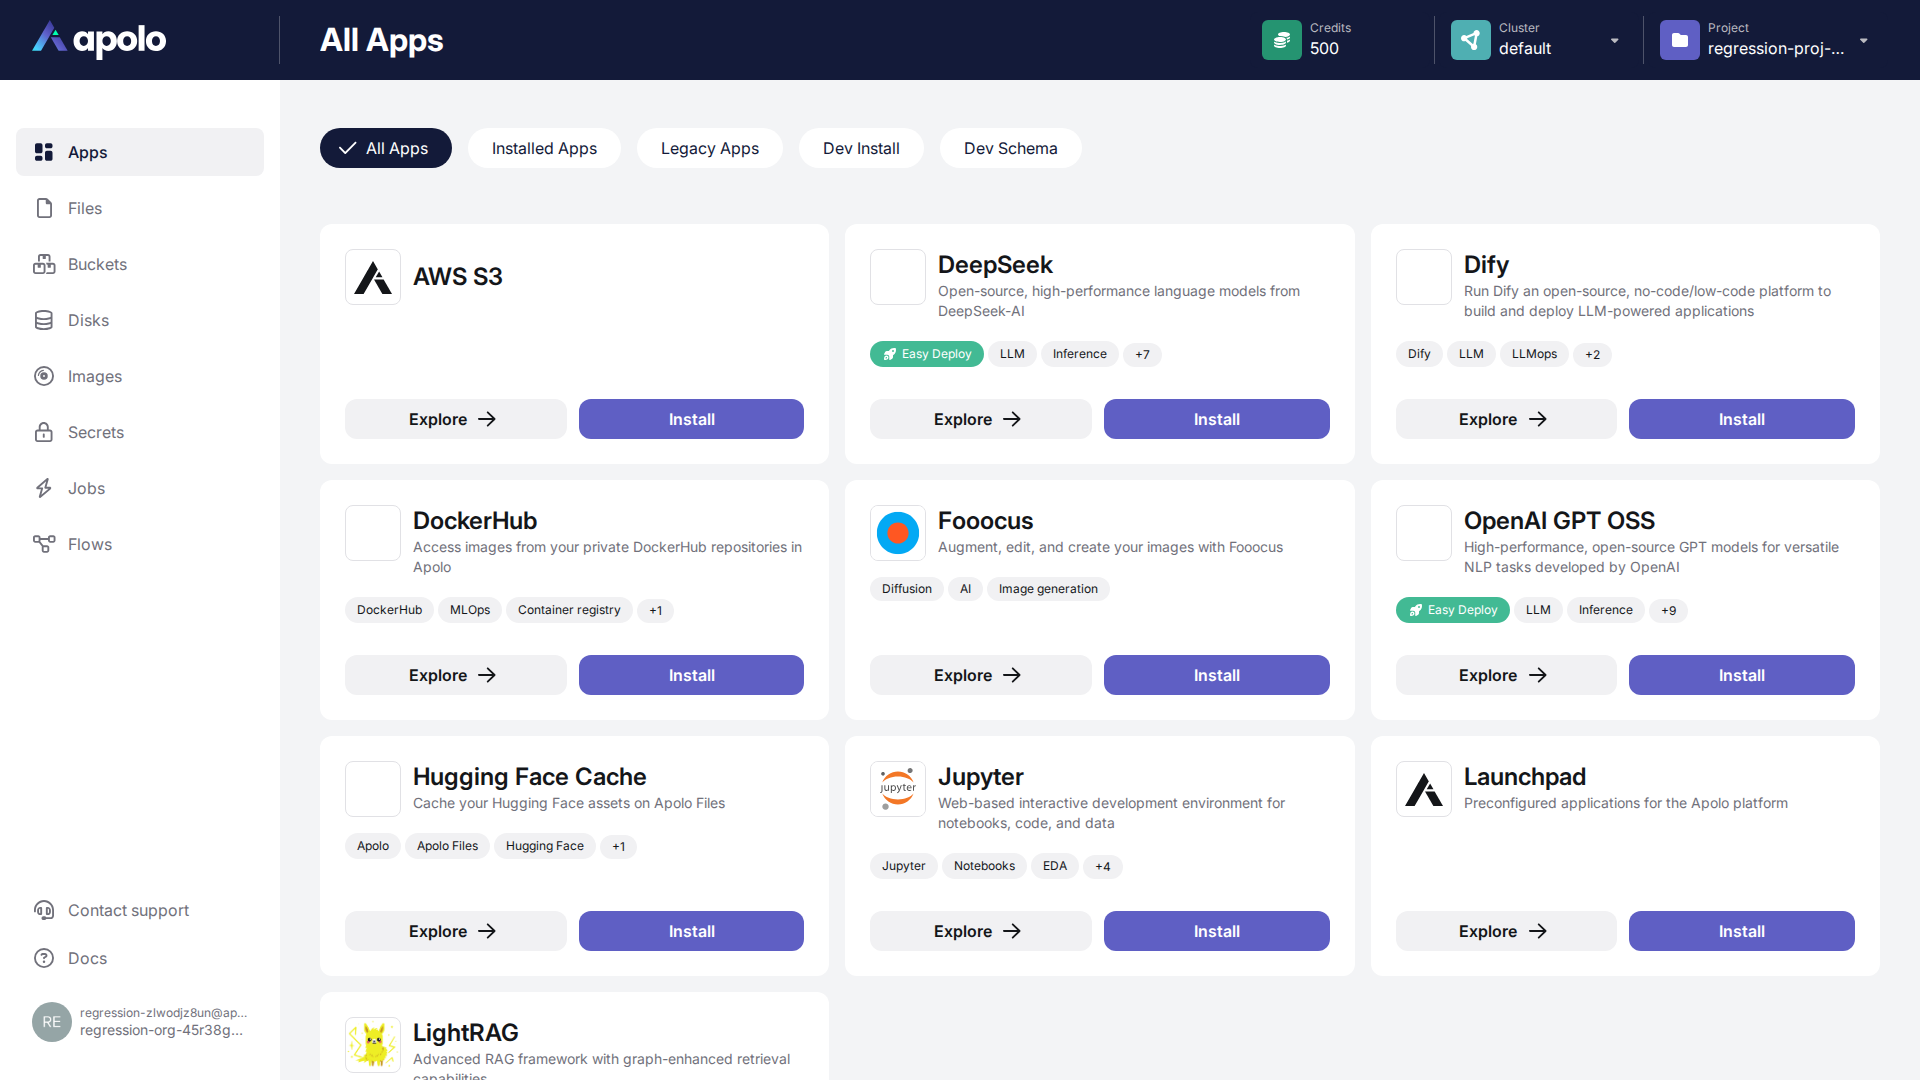 apolo
All Apps
Credits
500
Cluster
default
Project
regression-proj-...
Apps
Files
Buckets
Disks
Images
Secrets
Jobs
Flows
Contact support
Docs
RE
regression-zlwodjz8un@ap...
regression-org-45r38g...
All Apps
Installed Apps
Legacy Apps
Dev Install
Dev Schema
AWS S3
Explore
Install
DeepSeek
Open-source, high-performance language models from
DeepSeek-AI
Easy Deploy
LLM
Inference
+7
Explore
Install
Dify
Run Dify an open-source, no-code/low-code platform to
build and deploy LLM-powered applications
Dify
LLM
LLMops
+2
Explore
Install
DockerHub
Access images from your private DockerHub repositories in
Apolo
DockerHub
MLOps
Container registry
+1
Explore
Install
Fooocus
Augment, edit, and create your images with Fooocus
Diffusion
AI
Image generation
Explore
Install
OpenAI GPT OSS
High-performance, open-source GPT models for versatile
NLP tasks developed by OpenAI
Easy Deploy
LLM
Inference
+9
Explore
Install
Hugging Face Cache
Cache your Hugging Face assets on Apolo Files
Apolo
Apolo Files
Hugging Face
+1
Explore
Install
jupyter
Jupyter
Web-based interactive development environment for
notebooks, code, and data
Jupyter
Notebooks
EDA
+4
Explore
Install
Launchpad
Preconfigured applications for the Apolo platform
Explore
Install
LightRAG
Advanced RAG framework with graph-enhanced retrieval
capabilities